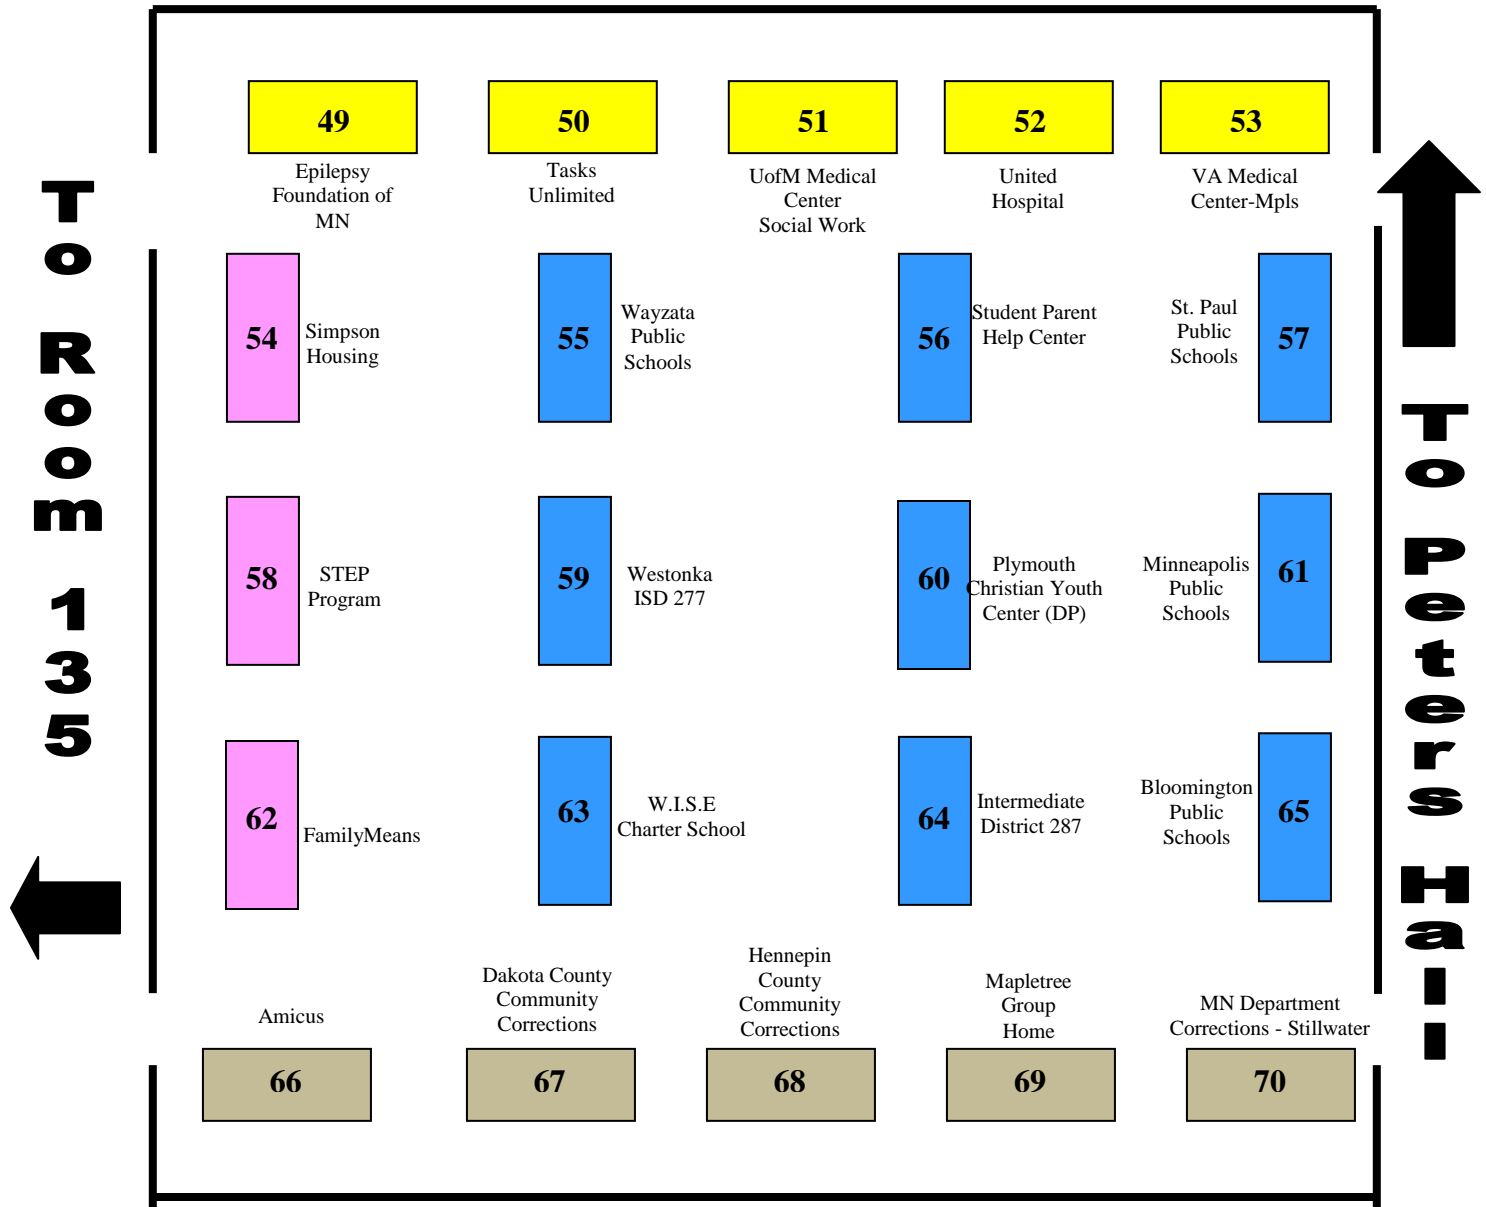 49
50
51
52
53
Epilepsy
Foundation of
MN
Tasks
Unlimited
UofM Medical
Center
Social Work
United
Hospital
VA Medical
Center-Mpls
54
Simpson
Housing
55
Wayzata
Public
Schools
56
Student Parent
Help Center
St. Paul
Public
Schools
57
58
STEP
Program
59
Westonka
ISD 277
60
Plymouth
Christian Youth
Center (DP)
Minneapolis
Public
Schools
61
62
FamilyMeans
63
W.I.S.E
Charter School
64
Intermediate
District 287
Bloomington
Public
Schools
65
Amicus
Dakota County
Community
Corrections
Hennepin
County
Community
Corrections
Mapletree
Group
Home
MN Department
Corrections - Stillwater
66
67
68
69
70
To Room 135
To Peters Hall